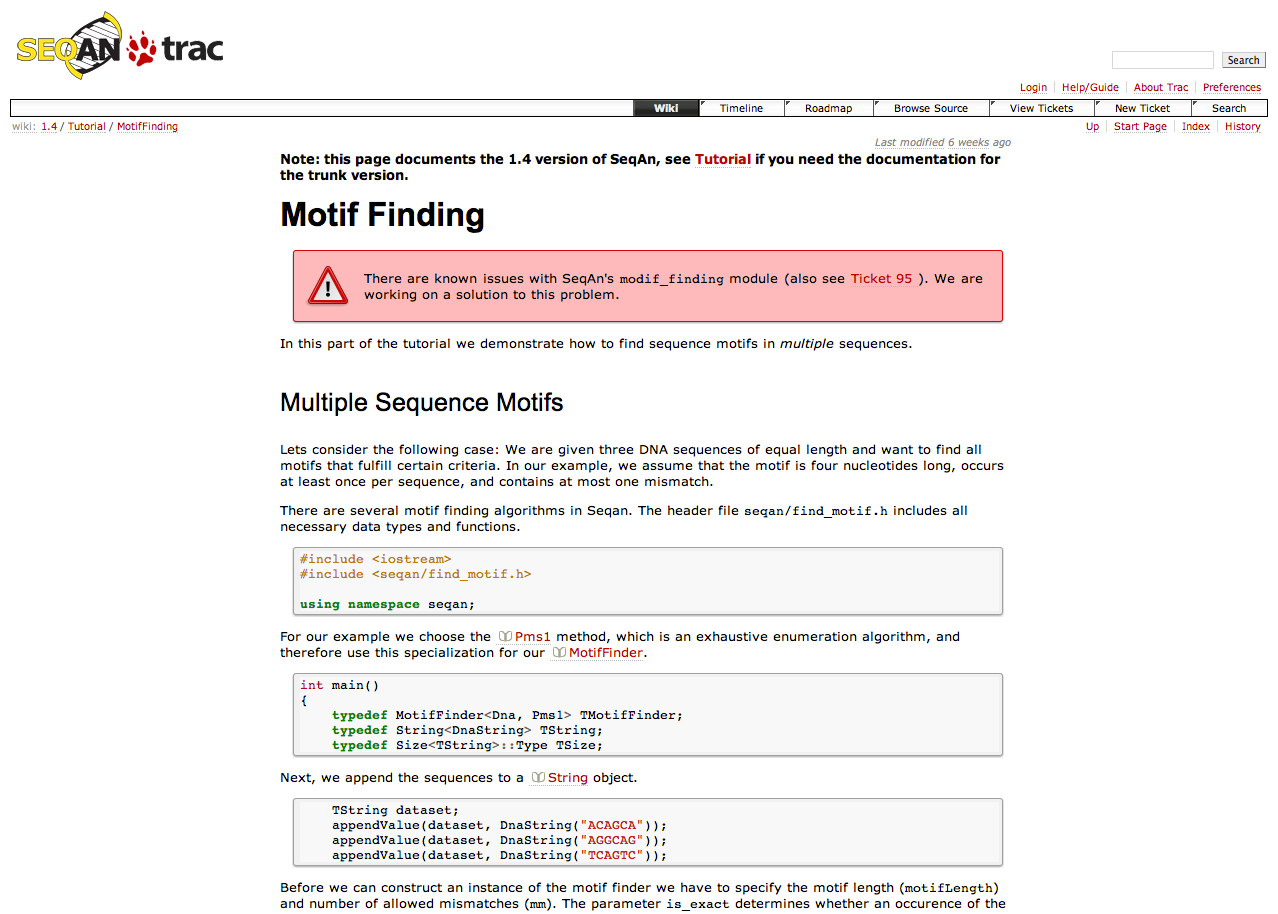 SEQAN trac
Search
Login Help/Guide About Trac Preferences
Wiki Timeline Roadmap Browse Source View Tickets New Ticket Search
wiki: 1.4 / Tutorial / MotifFinding Up Start Page Index History
Last modified 6 weeks ago
Note: this page documents the 1.4 version of SeqAn, see Tutorial if you need the documentation for
the trunk version.
Motif Finding
There are known issues with SeqAn's modif_finding module (also see Ticket 95 ). We are
working on a solution to this problem.
In this part of the tutorial we demonstrate how to find sequence motifs in multiple sequences.
Multiple Sequence Motifs
Lets consider the following case: We are given three DNA sequences of equal length and want to find all
motifs that fulfill certain criteria. In our example, we assume that the motif is four nucleotides long, occurs
at least once per sequence, and contains at most one mismatch.
There are several motif finding algorithms in Seqan. The header file seqan/find_motif.h includes all
necessary data types and functions.
#include <iostream>
#include <seqan/find_motif.h>
using namespace seqan;
For our example we choose the Pms1 method, which is an exhaustive enumeration algorithm, and
therefore use this specialization for our MotifFinder.
int main()
{
typedef MotifFinder<Dna, Pms1> TMotifFinder;
typedef String<DnaString> TString;
typedef Size<TString>::Type TSize;
Next, we append the sequences to a String object.
TString dataset;
appendValue(dataset, DnaString("ACAGCA"));
appendValue(dataset, DnaString("AGGCAG"));
appendValue(dataset, DnaString("TCAGTC"));
Before we can construct an instance of the motif finder we have to specify the motif length (motifLength)
and number of allowed mismatches (mm). The parameter is_exact determines whether an occurence of the